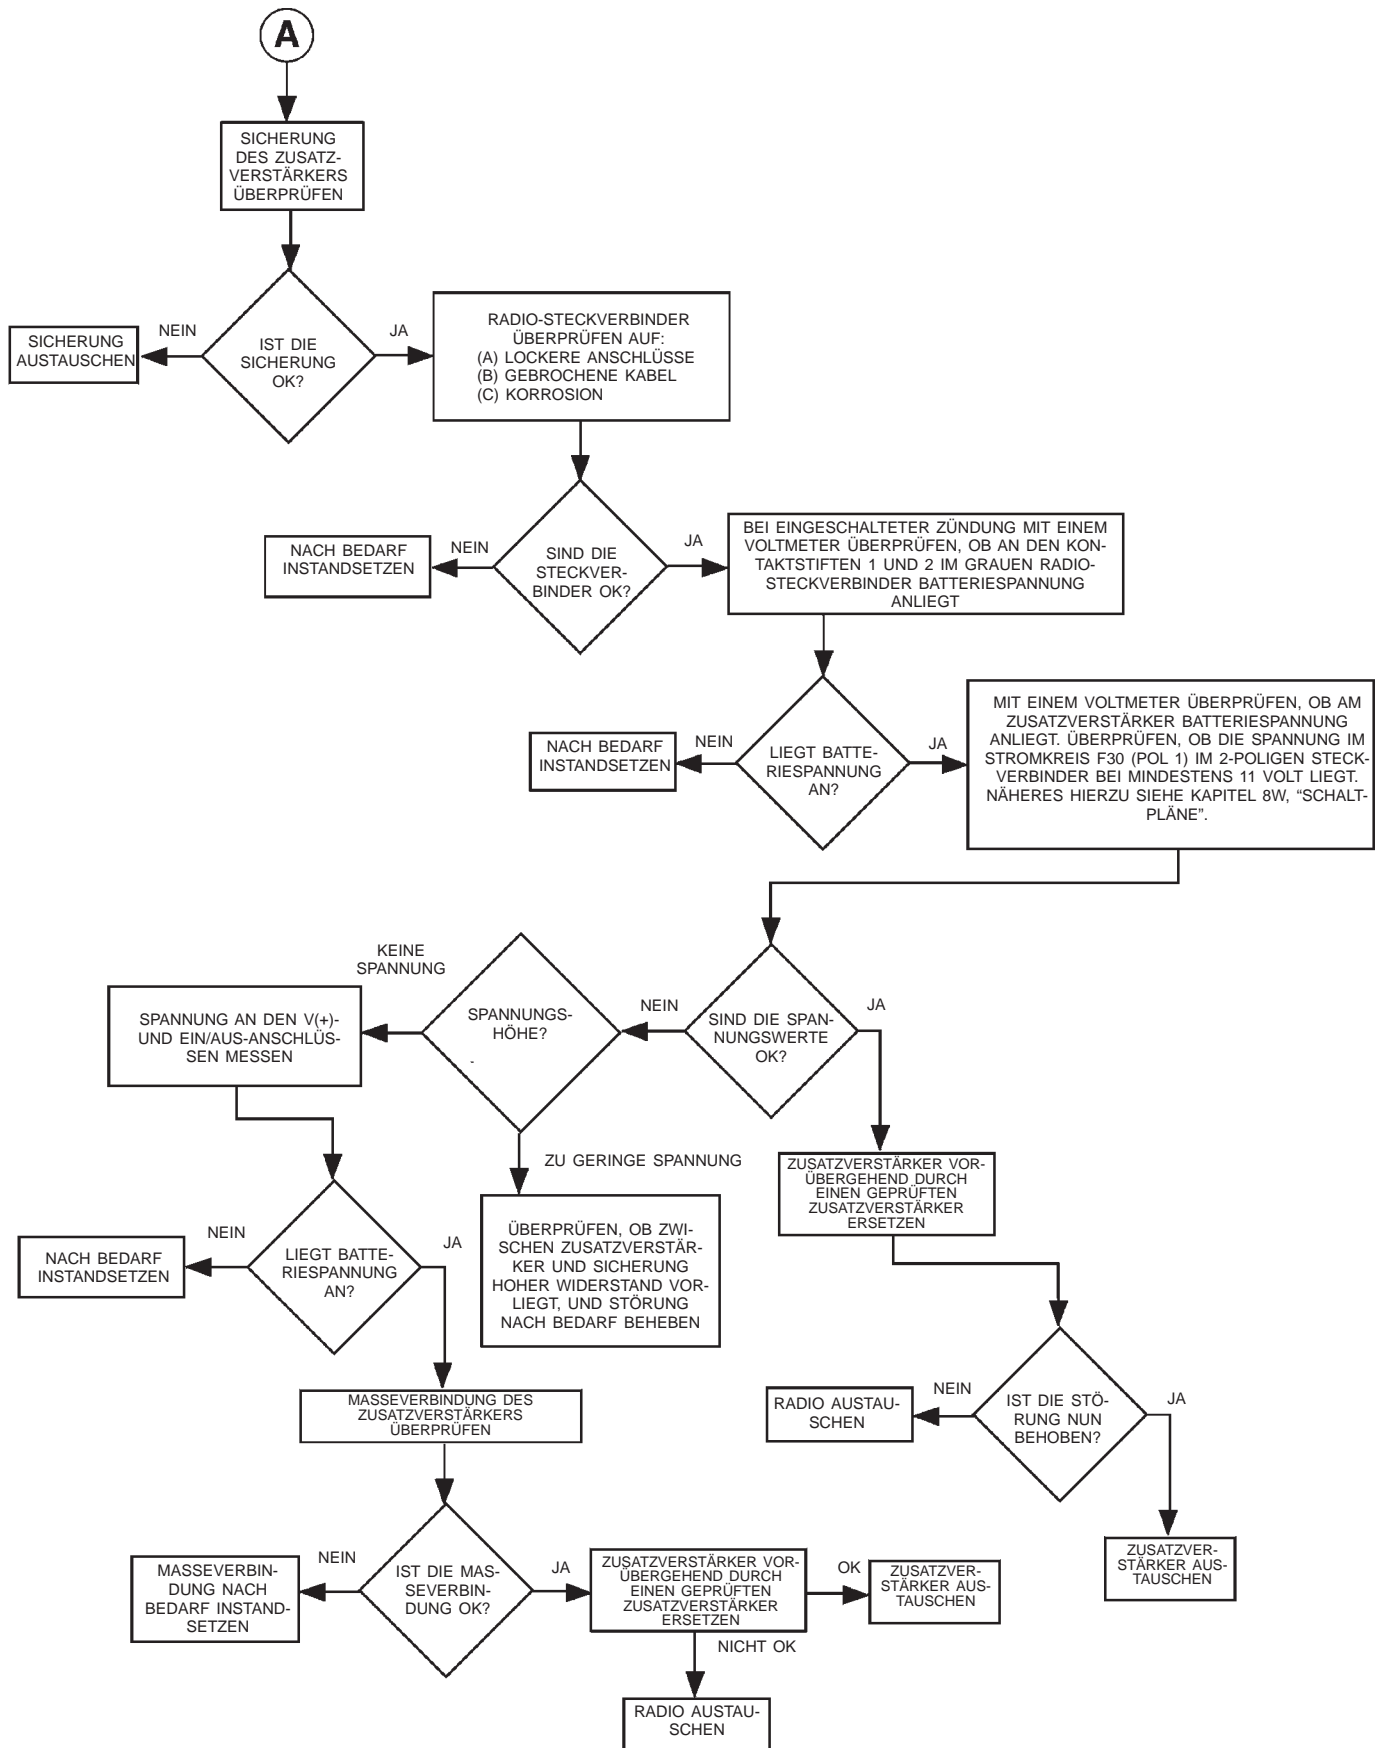 A
SICHERUNG
DES ZUSATZ-
VERSTÄRKERS
ÜBERPRÜFEN
SICHERUNG
AUSTAUSCHEN
NEIN
IST DIE
SICHERUNG
OK?
JA
RADIO-STECKVERBINDER
ÜBERPRÜFEN AUF:
(A) LOCKERE ANSCHLÜSSE
(B) GEBROCHENE KABEL
(C) KORROSION
NACH BEDARF
INSTANDSETZEN
NEIN
SIND DIE
STECKVER-
BINDER OK?
JA
BEI EINGESCHALTETER ZÜNDUNG MIT EINEM
VOLTMETER ÜBERPRÜFEN, OB AN DEN KON-
TAKTSTIFTEN 1 UND 2 IM GRAUEN RADIO-
STECKVERBINDER BATTERIESPANNUNG
ANLIEGT
NACH BEDARF
INSTANDSETZEN
NEIN
LIEGT BATTE-
RIESPANNUNG
AN?
JA
MIT EINEM VOLTMETER ÜBERPRÜFEN, OB AM
ZUSATZVERSTÄRKER BATTERIESPANNUNG
ANLIEGT. ÜBERPRÜFEN, OB DIE SPANNUNG IM
STROMKREIS F30 (POL 1) IM 2-POLIGEN STECK-
VERBINDER BEI MINDESTENS 11 VOLT LIEGT.
NÄHERES HIERZU SIEHE KAPITEL 8W, “SCHALT-
PLÄNE”.
SPANNUNG AN DEN V(+)-
UND EIN/AUS-ANSCHLÜS-
SEN MESSEN
KEINE
SPANNUNG
SPANNUNGS-
HÖHE?
NEIN
SIND DIE SPAN-
NUNGSWERTE
OK?
JA
ZU GERINGE SPANNUNG
ZUSATZVERSTÄRKER VOR-
ÜBERGEHEND DURCH
EINEN GEPRÜFTEN
ZUSATZVERSTÄRKER
ERSETZEN
NACH BEDARF
INSTANDSETZEN
NEIN
LIEGT BATTE-
RIESPANNUNG
AN?
JA
ÜBERPRÜFEN, OB ZWI-
SCHEN ZUSATZVERSTÄR-
KER UND SICHERUNG
HOHER WIDERSTAND VOR-
LIEGT, UND STÖRUNG
NACH BEDARF BEHEBEN
MASSEVERBINDUNG DES
ZUSATZVERSTÄRKERS
ÜBERPRÜFEN
RADIO AUSTAU-
SCHEN
NEIN
IST DIE STÖ-
RUNG NUN
BEHOBEN?
JA
ZUSATZVER-
STÄRKER AUS-
TAUSCHEN
MASSEVERBIN-
DUNG NACH
BEDARF INSTAND-
SETZEN
NEIN
IST DIE MAS-
SEVERBIN-
DUNG OK?
JA
ZUSATZVERSTÄRKER VOR-
ÜBERGEHEND DURCH
EINEN GEPRÜFTEN
ZUSATZVERSTÄRKER
ERSETZEN
OK
ZUSATZVER-
STÄRKER AUS-
TAUSCHEN
NICHT OK
RADIO AUSTAU-
SCHEN